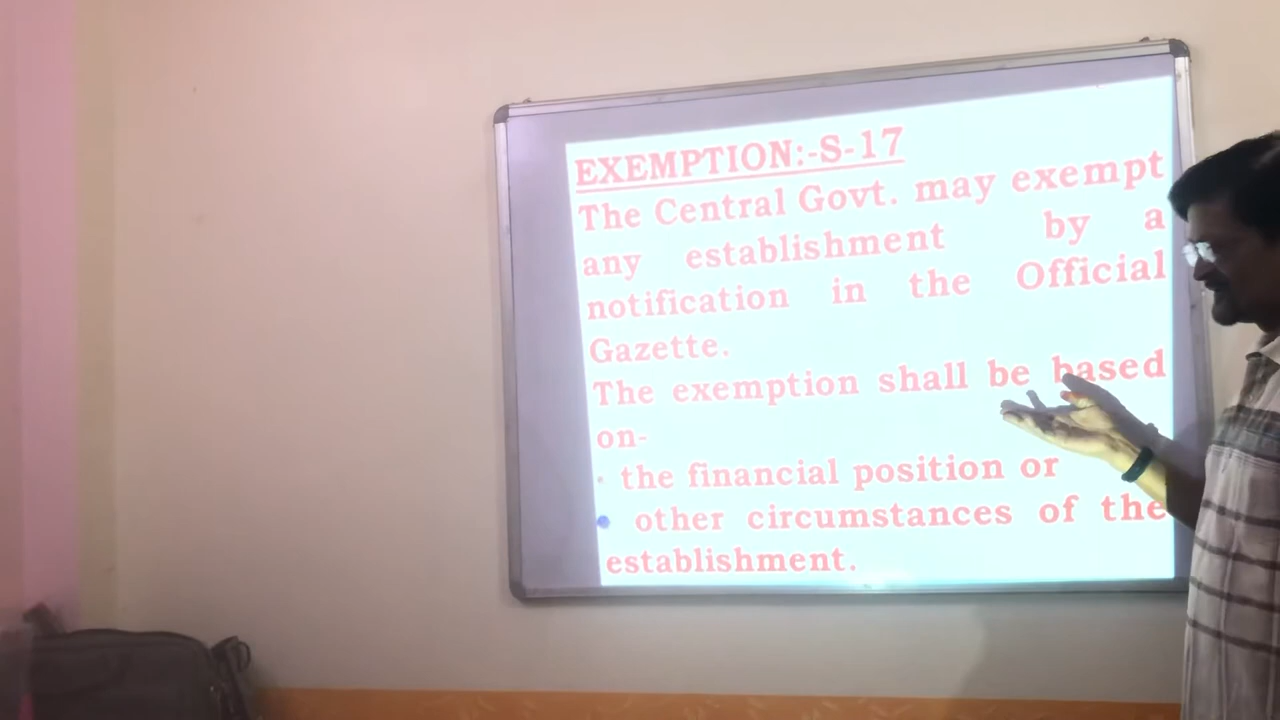 EXEMPTION:-S-17
The Central Govt. may exempt
any establishment by a
notification in the Official
Gazette.
The exemption shall be based
on-
· the financial position or
• other circumstances of the
establishment.